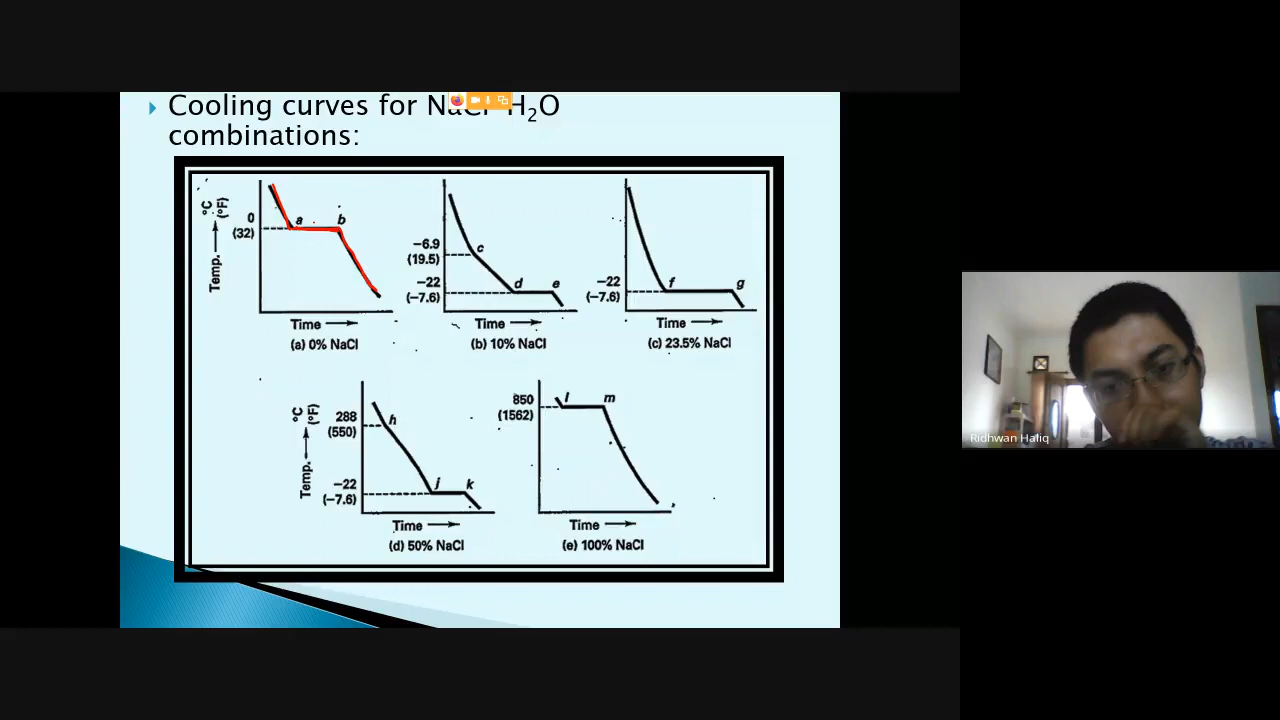 Cooling curves for NaCl-H₂O
combinations:
°C
(°F)
Temp.
0
(32)
a
b
Time
(a) 0% NaCl
−6.9
(19.5)
−22
(−7.6)
c
d
e
Time
(b) 10% NaCl
−22
(−7.6)
f
g
Time
(c) 23.5% NaCl
°C
(°F)
Temp.
288
(550)
−22
(−7.6)
h
j
k
Time
(d) 50% NaCl
850
(1562)
l
m
Time
(e) 100% NaCl
Ridhwan Haliq